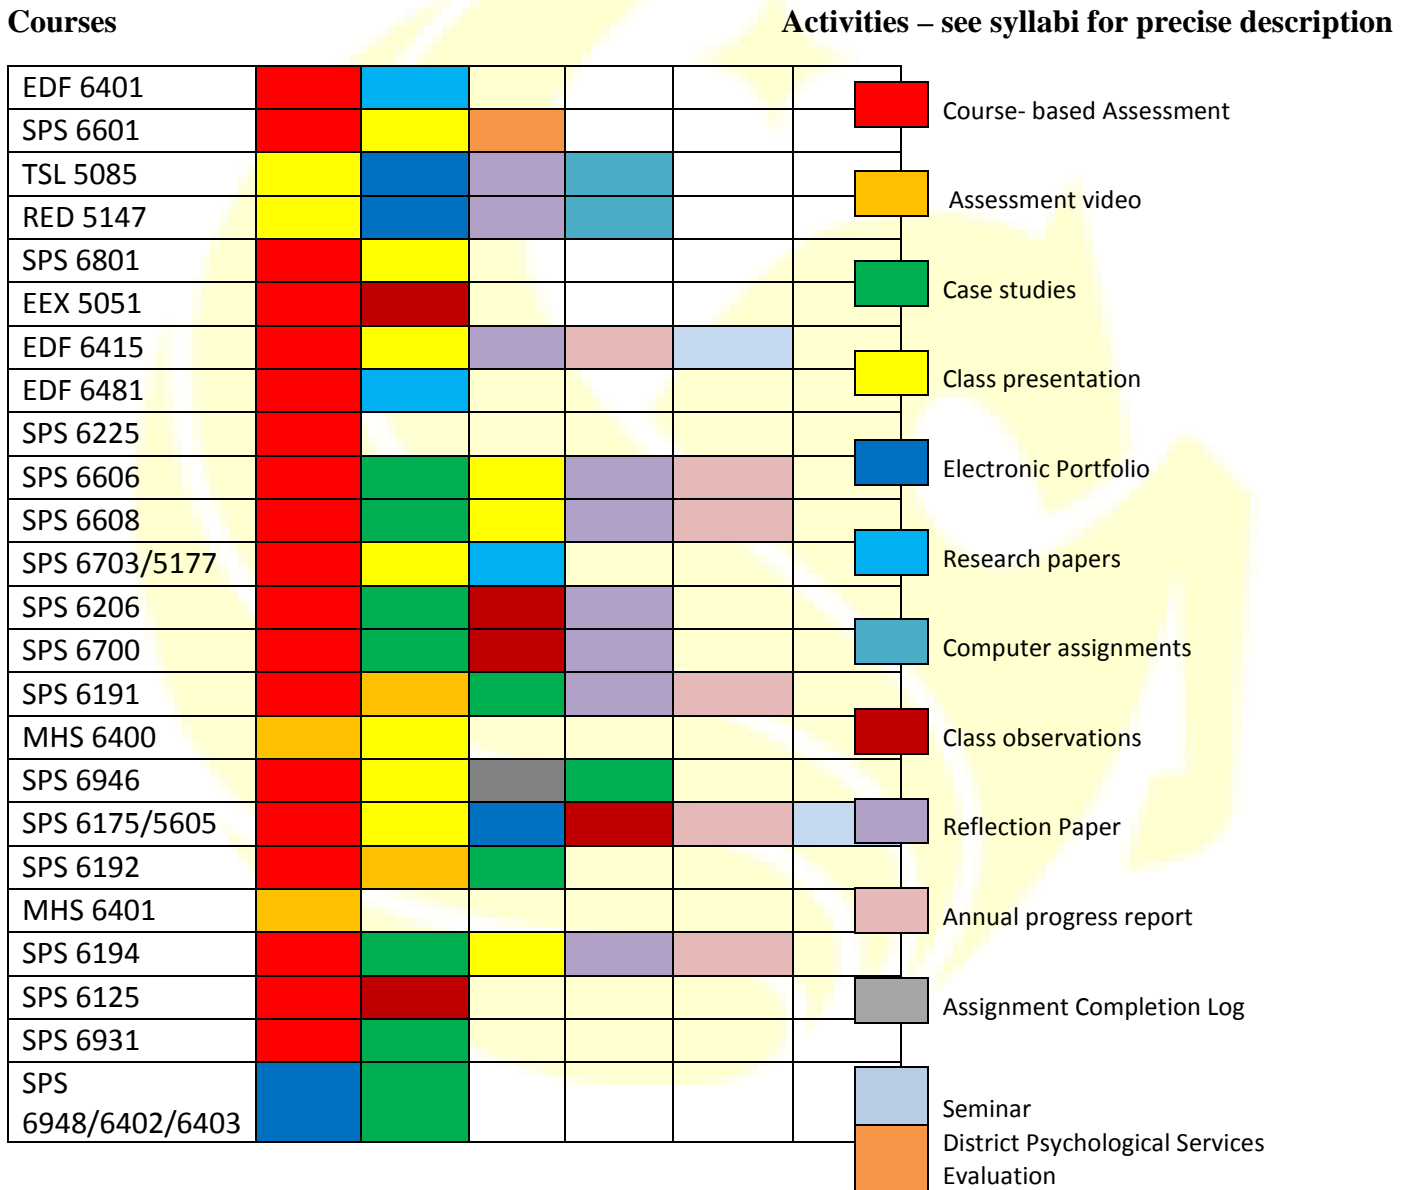 Courses
Activities – see syllabi for precise description
EDF 6401
SPS 6601
TSL 5085
RED 5147
SPS 6801
EEX 5051
EDF 6415
EDF 6481
SPS 6225
SPS 6606
SPS 6608
SPS 6703/5177
SPS 6206
SPS 6700
SPS 6191
MHS 6400
SPS 6946
SPS 6175/5605
SPS 6192
MHS 6401
SPS 6194
SPS 6125
SPS 6931
SPS
6948/6402/6403
Course- based Assessment
Assessment video
Case studies
Class presentation
Electronic Portfolio
Research papers
Computer assignments
Class observations
Reflection Paper
Annual progress report
Assignment Completion Log
Seminar
District Psychological Services
Evaluation